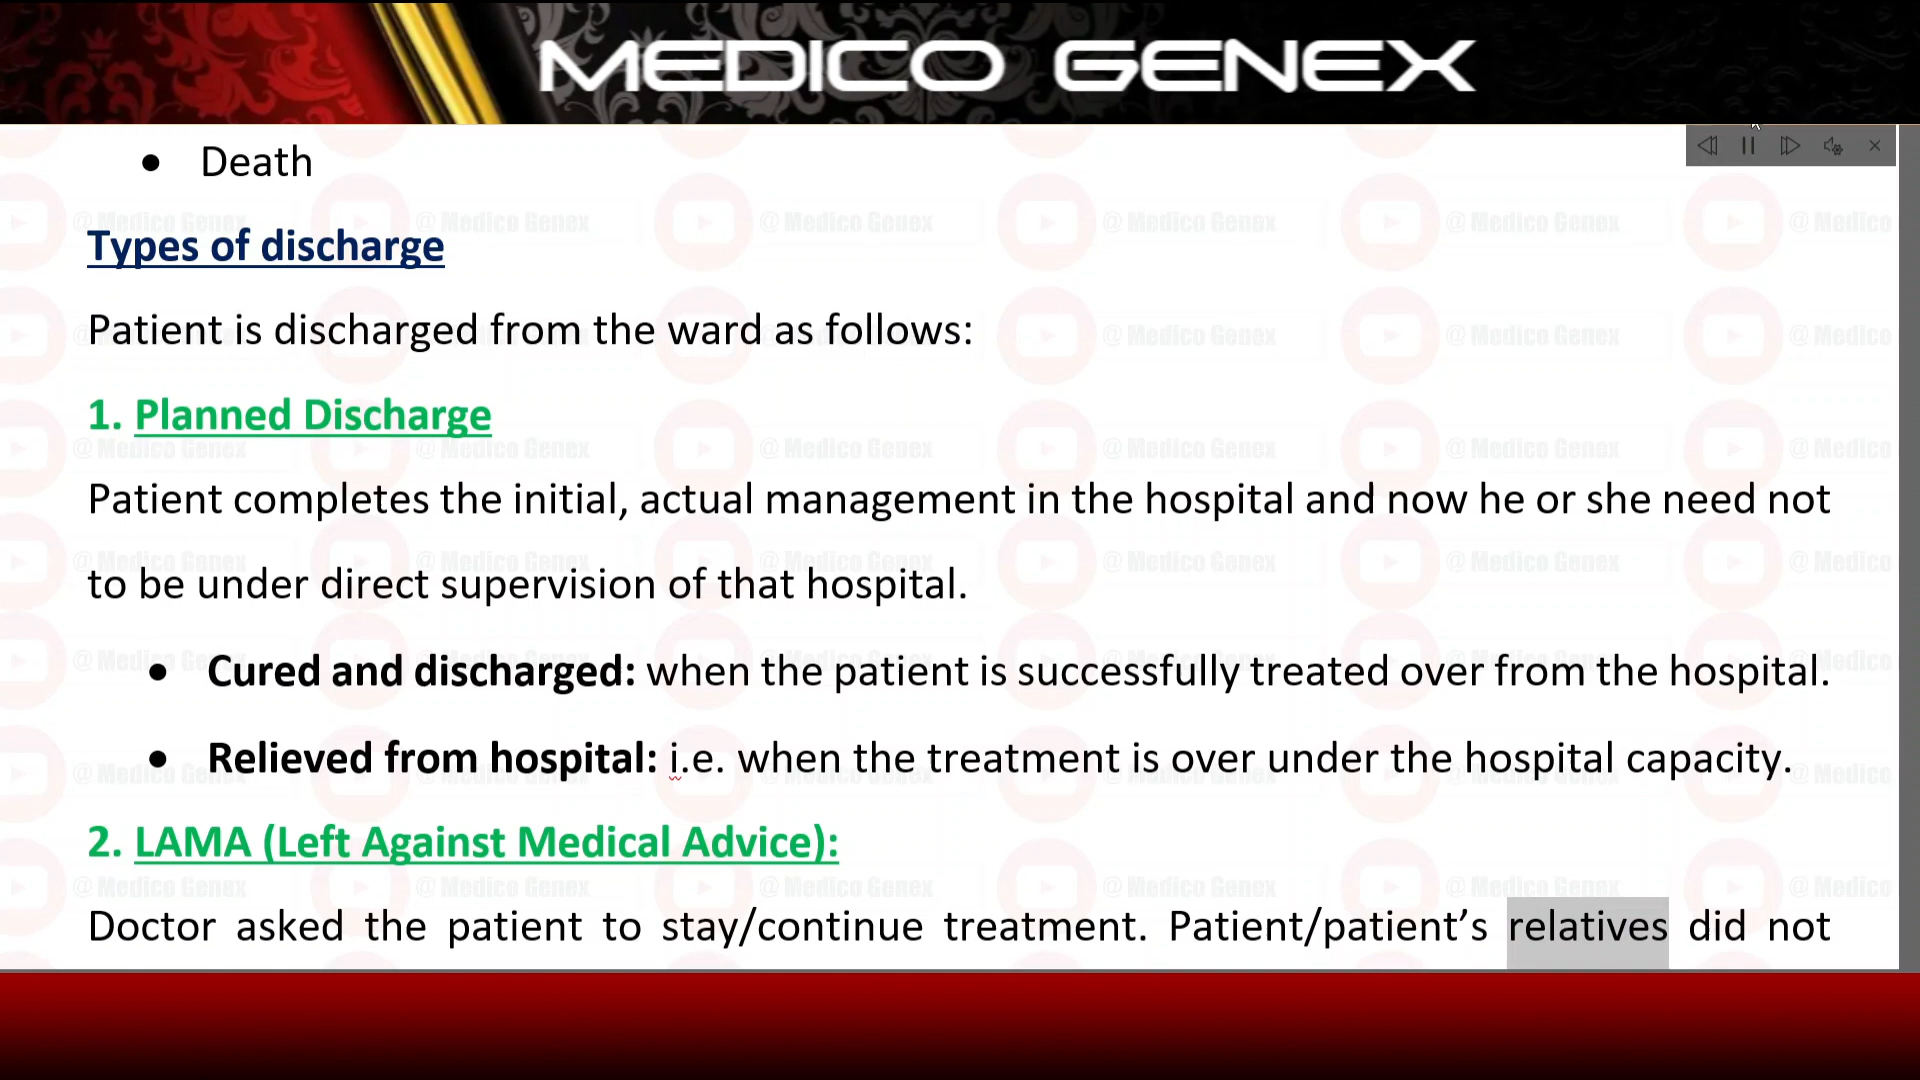 MEDICO GENEX
• Death
Types of discharge
Patient is discharged from the ward as follows:
1. Planned Discharge
Patient completes the initial, actual management in the hospital and now he or she need not
to be under direct supervision of that hospital.
• Cured and discharged: when the patient is successfully treated over from the hospital.
• Relieved from hospital: i.e. when the treatment is over under the hospital capacity.
2. LAMA (Left Against Medical Advice):
Doctor asked the patient to stay/continue treatment. Patient/patient’s relatives did not
@Medico Genex